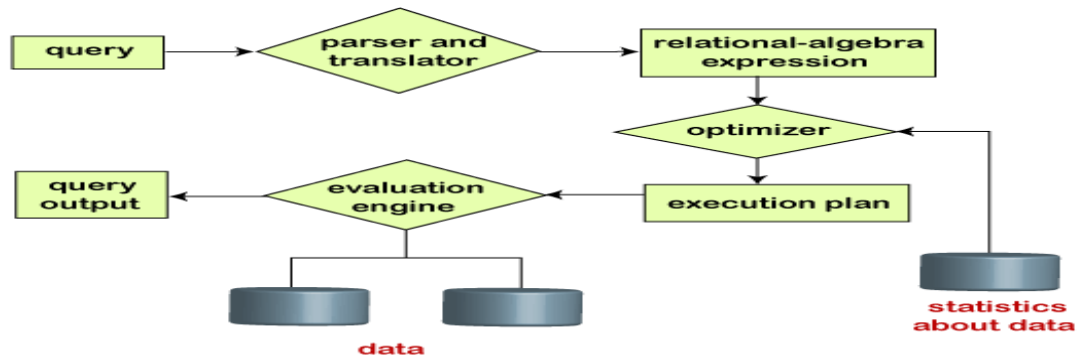 query
parser and
translator
relational-algebra
expression
optimizer
query
output
evaluation
engine
execution plan
statistics
about data
data